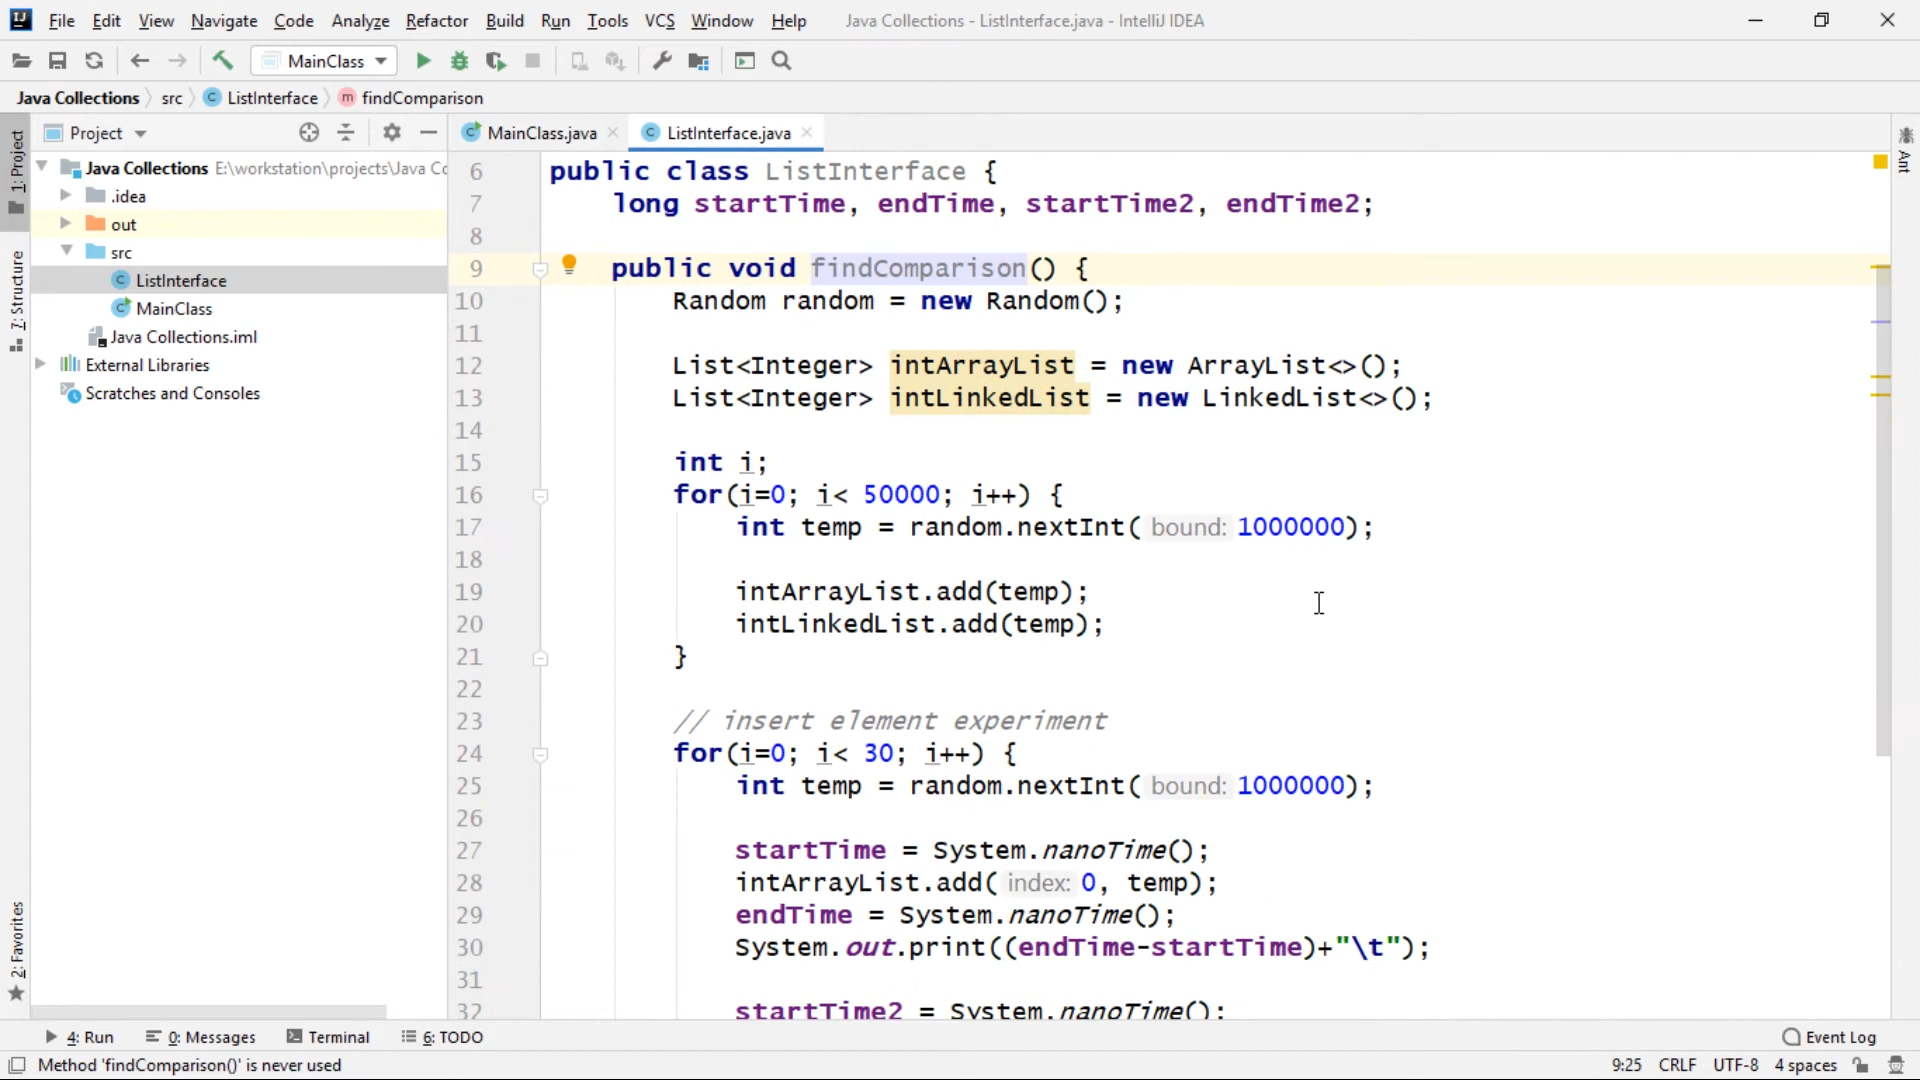 File Edit View Navigate Code Analyze Refactor Build Run Tools VCS Window Help Java Collections - ListInterface.java - IntelliJ IDEA
MainClass
Java Collections src ListInterface findComparison
Project
MainClass.java
ListInterface.java
1: Project
7: Structure
2: Favorites
Java Collections E:\workstation\projects\Java Co
.idea
out
src
ListInterface
MainClass
Java Collections.iml
External Libraries
Scratches and Consoles
6 public class ListInterface {
7 long startTime, endTime, startTime2, endTime2;
8
9 public void findComparison() {
10 Random random = new Random();
11
12 List<Integer> intArrayList = new ArrayList<>();
13 List<Integer> intLinkedList = new LinkedList<>();
14
15 int i;
16 for(i=0; i< 50000; i++) {
17 int temp = random.nextInt( bound: 1000000);
18
19 intArrayList.add(temp);
20 intLinkedList.add(temp);
21 }
22
23 // insert element experiment
24 for(i=0; i< 30; i++) {
25 int temp = random.nextInt( bound: 1000000);
26
27 startTime = System.nanoTime();
28 intArrayList.add( index: 0, temp);
29 endTime = System.nanoTime();
30 System.out.print((endTime-startTime)+"\t");
31
32 startTime2 = System.nanoTime();
Ant
4: Run 0: Messages Terminal 6: TODO Event Log
Method 'findComparison()' is never used 9:25 CRLF UTF-8 4 spaces